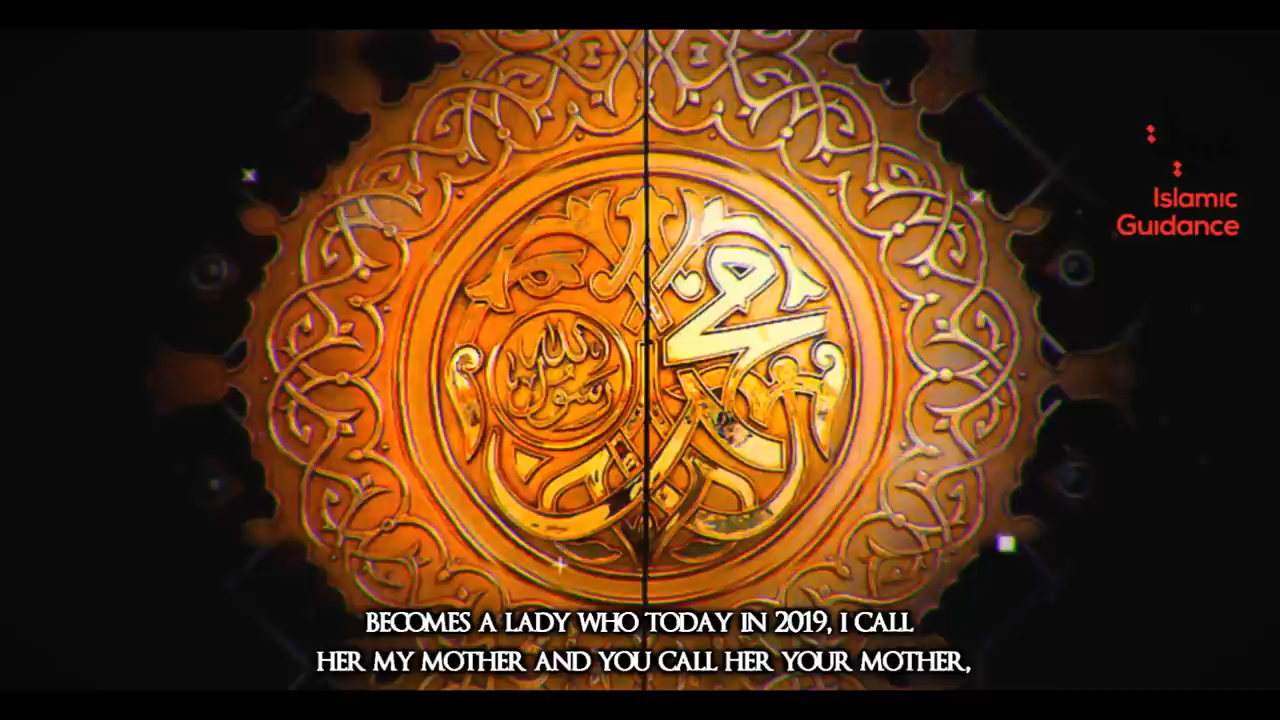 محمد
رسول
الله
Islamic
Guidance
BECOMES A LADY WHO TODAY IN 2019, I CALL
HER MY MOTHER AND YOU CALL HER YOUR MOTHER,